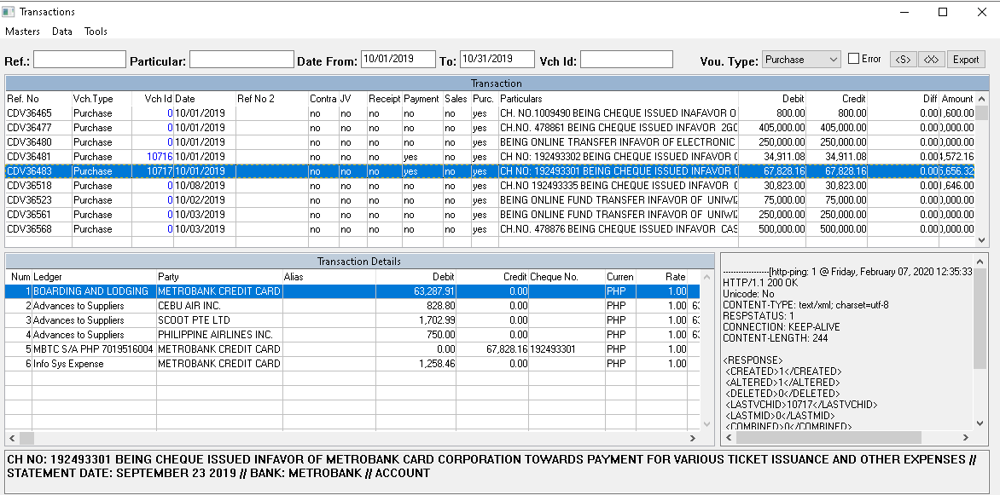 Transactions
Masters Data Tools
Ref.: Particular: Date From: 10/01/2019 To: 10/31/2019 Vch Id: Vou. Type: Purchase Error <S> <X> Export
Transaction
Ref. No Vch.Type Vch Id Date Ref No 2 Contra JV Receipt Payment Sales Purc. Particulars Debit Credit Diff Amount
CDV36465 Purchase 0 10/01/2019 no no no no no yes CH. NO.1009490 BEING CHEQUE ISSUED INAFAVOR O 800.00 800.00 0.00 ,600.00
CDV36477 Purchase 0 10/01/2019 no no no no no yes CH.NO. 478861 BEING CHEQUE ISSUED INFAVOR 2GO 405,000.00 405,000.00 0.00 ,000.00
CDV36480 Purchase 0 10/01/2019 no no no no no yes BEING ONLINE TRANSFER INFAVOR OF ELECTRONIC 250,000.00 250,000.00 0.00 ,000.00
CDV36481 Purchase 10716 10/01/2019 no no no yes no yes CH NO: 192493302 BEING CHEQUE ISSUED INFAVOR 34,911.08 34,911.08 0.00 ,572.16
CDV36483 Purchase 10717 10/01/2019 no no no yes no yes CH NO: 192493301 BEING CHEQUE ISSUED INFAVOR 67,828.16 67,828.16 0.00 ,656.32
CDV36518 Purchase 0 10/08/2019 no no no no no yes CH.NO 192493335 BEING CHEQUE ISSUED INFAVOR 30,823.00 30,823.00 0.00 ,646.00
CDV36523 Purchase 0 10/02/2019 no no no no no yes BEING ONLINE FUND TRANSFER INFAVOR OF UNIWI 75,000.00 75,000.00 0.00 ,000.00
CDV36561 Purchase 0 10/03/2019 no no no no no yes BEING ONLINE FUND TRANSFER INFAVOR OF UNIWI 250,000.00 250,000.00 0.00 ,000.00
CDV36568 Purchase 0 10/03/2019 no no no no no yes CH.NO. 478876 BEING CHEQUE ISSUED INFAVOR CAS 500,000.00 500,000.00 0.00 ,000.00
Transaction Details
Num Ledger Party Alias Debit Credit Cheque No. Curren Rate
1 BOARDING AND LODGING METROBANK CREDIT CARD 63,287.91 0.00 PHP 1.00
2 Advances to Suppliers CEBU AIR INC. 828.80 0.00 PHP 1.00 63
3 Advances to Suppliers SCOOT PTE LTD 1,702.99 0.00 PHP 1.00 63
4 Advances to Suppliers PHILIPPINE AIRLINES INC. 750.00 0.00 PHP 1.00 63
5 MBTC S/A PHP 7019516004 METROBANK CREDIT CARD 0.00 67,828.16 192493301 PHP 1.00
6 Info Sys Expense METROBANK CREDIT CARD 1,258.46 0.00 PHP 1.00
----------------[http-ping: 1 @ Friday, February 07, 2020 12:35:33
HTTP/1.1 200 OK
Unicode: No
CONTENT-TYPE: text/xml; charset=utf-8
RESPSTATUS: 1
CONNECTION: KEEP-ALIVE
CONTENT-LENGTH: 244
<RESPONSE>
<CREATED>1</CREATED>
<ALTERED>1</ALTERED>
<DELETED>0</DELETED>
<LASTVCHID>10717</LASTVCHID>
<LASTMID>0</LASTMID>
<COMBINED>0</COMBINED>
CH NO: 192493301 BEING CHEQUE ISSUED INFAVOR OF METROBANK CARD CORPORATION TOWARDS PAYMENT FOR VARIOUS TICKET ISSUANCE AND OTHER EXPENSES //
STATEMENT DATE: SEPTEMBER 23 2019 // BANK: METROBANK // ACCOUNT